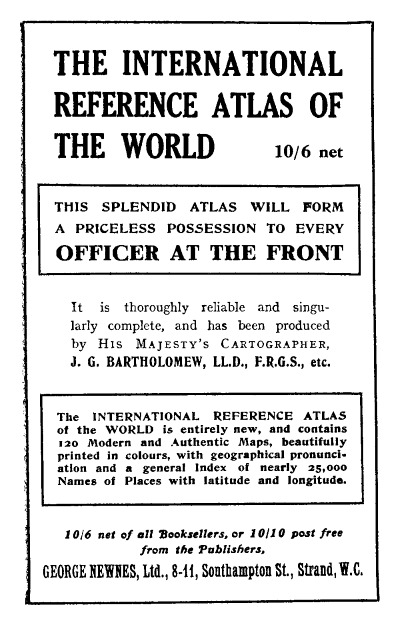 THE INTERNATIONAL
REFERENCE ATLAS OF
THE WORLD 10/6 net
THIS SPLENDID ATLAS WILL FORM
A PRICELESS POSSESSION TO EVERY
OFFICER AT THE FRONT
It is thoroughly reliable and singu-
larly complete, and has been produced
by HIS MAJESTY'S CARTOGRAPHER,
J. G. BARTHOLOMEW, LL.D., F.R.G.S., etc.
The INTERNATIONAL REFERENCE ATLAS
of the WORLD is entirely new, and contains
120 Modern and Authentic Maps, beautifully
printed in colours, with geographical pronunci-
ation and a general Index of nearly 25,000
Names of Places with latitude and longitude.
10/6 net of all Booksellers, or 10/10 post free
from the Publishers,
GEORGE NEWNES, Ltd., 8-11, Southampton St., Strand, W.C.